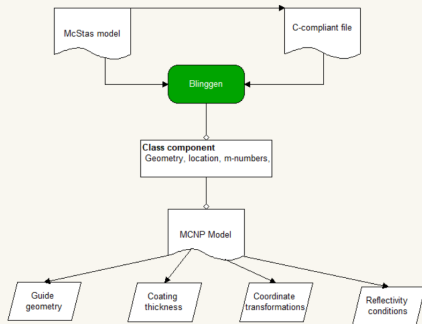 McStas model
C-compliant file
Blinggen
Class component
Geometry, location, m-numbers,
MCNP Model
Guide
geometry
Coating
thickness
Coordinate
transformations
Reflectivity
conditions